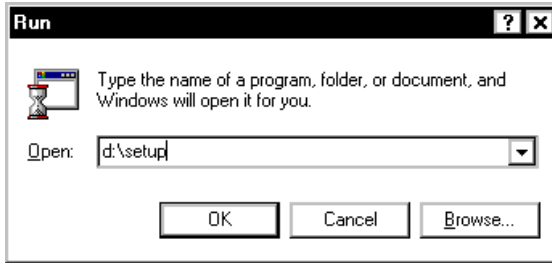 Run
Type the name of a program, folder, or document, and
Windows will open it for you.
Open: d:\setup
OK Cancel Browse...